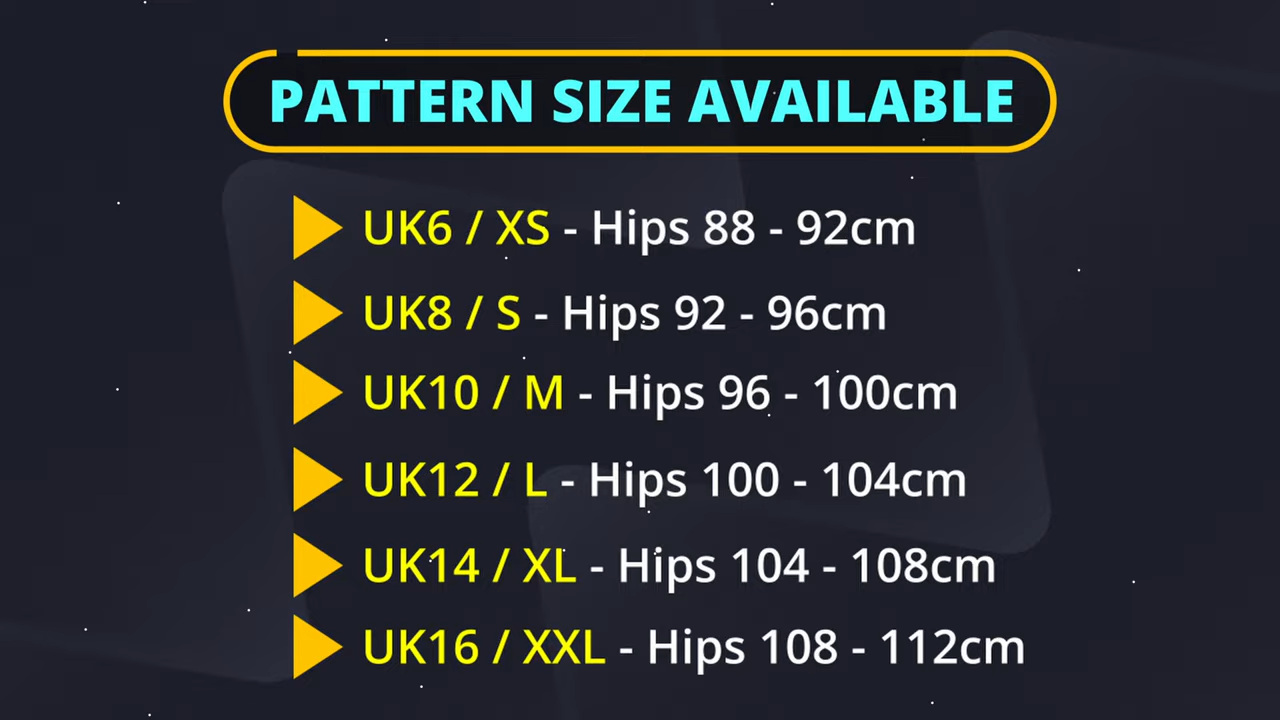 PATTERN SIZE AVAILABLE
UK6 / XS - Hips 88 - 92cm
UK8 / S - Hips 92 - 96cm
UK10 / M - Hips 96 - 100cm
UK12 / L - Hips 100 - 104cm
UK14 / XL - Hips 104 - 108cm
UK16 / XXL - Hips 108 - 112cm